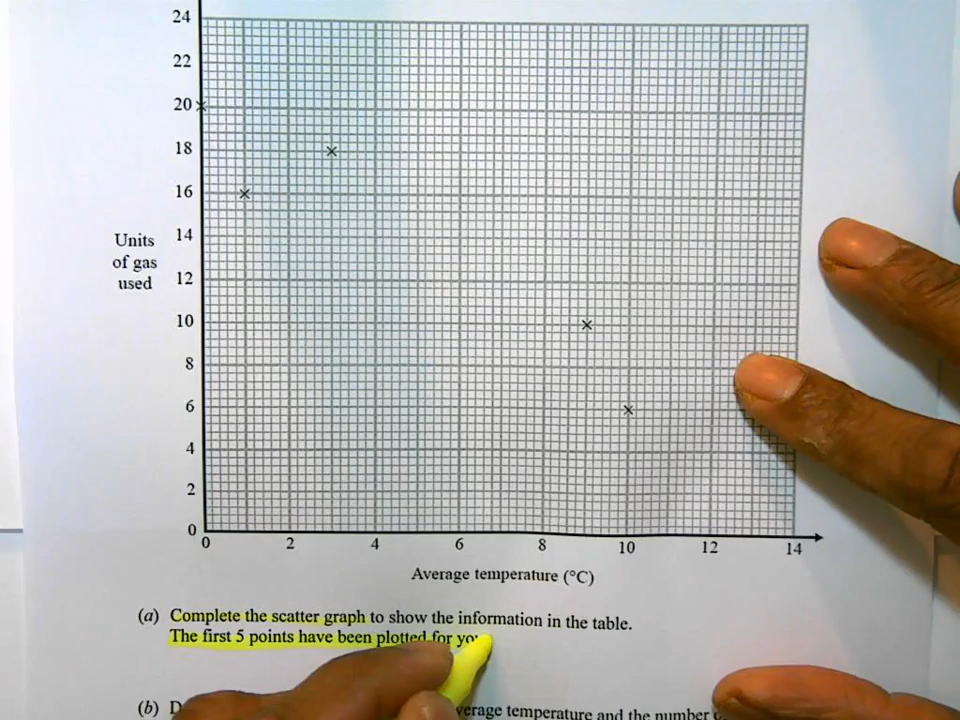 24
22
20
18
16
14
Units
of gas
used
12
10
8
6
4
2
0
0 2 4 6 8 10 12 14
Average temperature (°C)
(a) Complete the scatter graph to show the information in the table.
The first 5 points have been plotted for
(b) verage temperature and the number